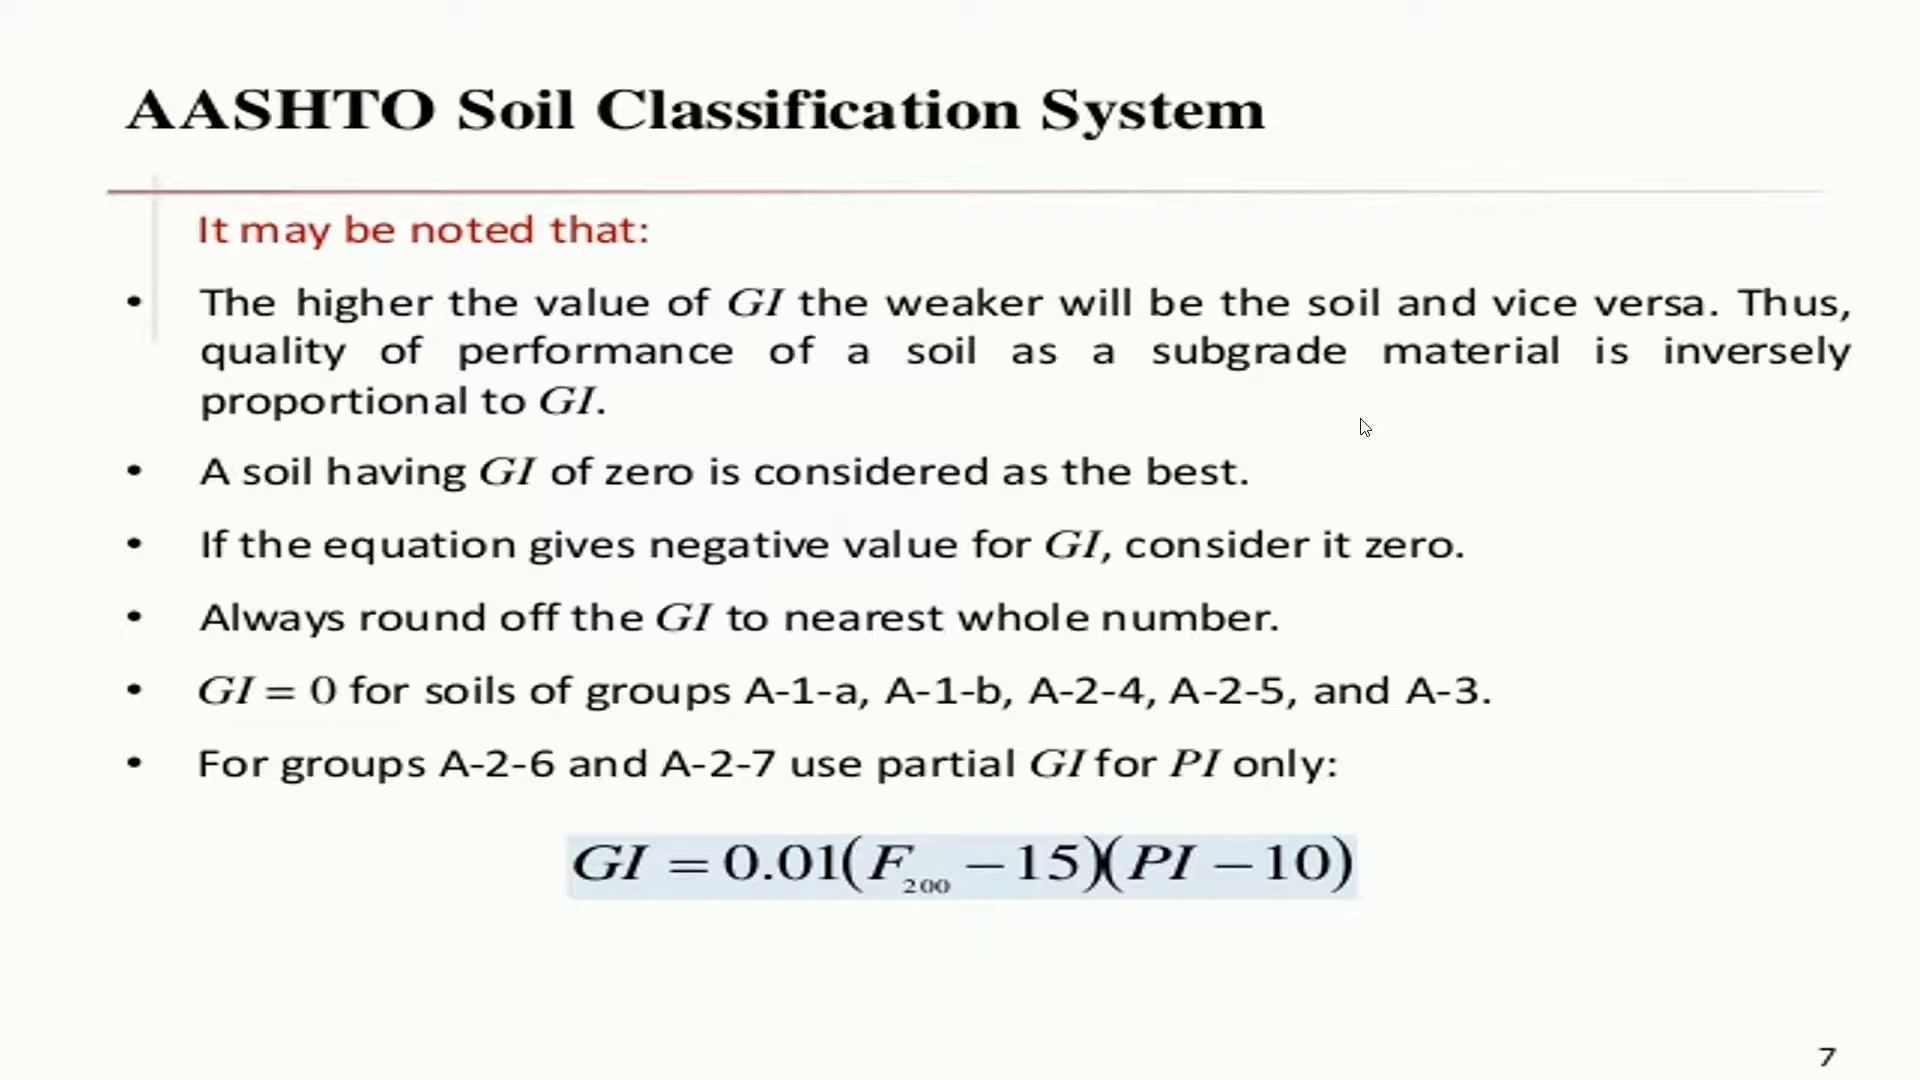 AASHTO Soil Classification System
It may be noted that:
• The higher the value of GI the weaker will be the soil and vice versa. Thus,
quality of performance of a soil as a subgrade material is inversely
proportional to GI.
• A soil having GI of zero is considered as the best.
• If the equation gives negative value for GI, consider it zero.
• Always round off the GI to nearest whole number.
• GI = 0 for soils of groups A-1-a, A-1-b, A-2-4, A-2-5, and A-3.
• For groups A-2-6 and A-2-7 use partial GI for PI only:
GI = 0.01(F₂₀₀ − 15)(PI − 10)
7